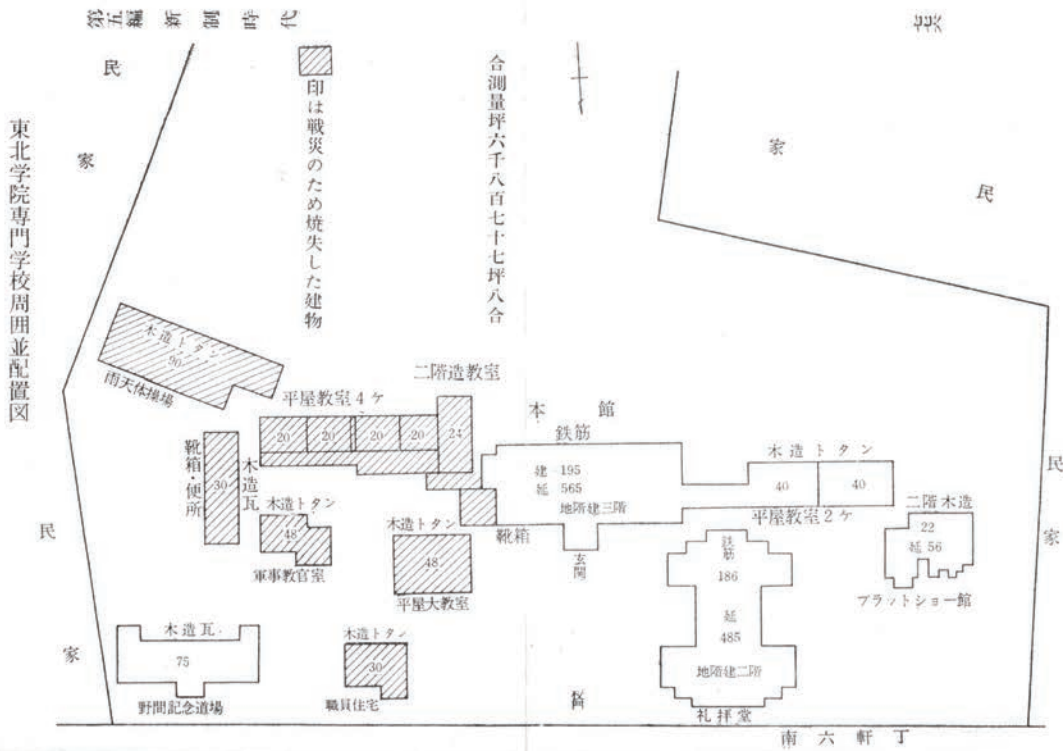 第五編 新制時代
東北学院専門学校周囲並配置図
印は戦災のため焼失した建物
合測量坪六千八百七十七坪八合
民
家
民
家
家
民
民
家
木造トタン
90
雨天体操場
二階造教室
平屋教室4ケ
20
20
20
20
24
靴箱・便所
30
木造瓦
木造トタン
48
軍事教官室
木造トタン
48
平屋大教室
靴箱
本館
鉄筋
建 195
延 565
地階建三階
玄関
木造トタン
40
40
平屋教室2ケ
二階木造
22
延 56
ブラットショー館
鉄筋
186
延
485
地階建二階
礼拝堂
木造瓦
75
野間記念道場
木造トタン
30
職員住宅
南六軒丁